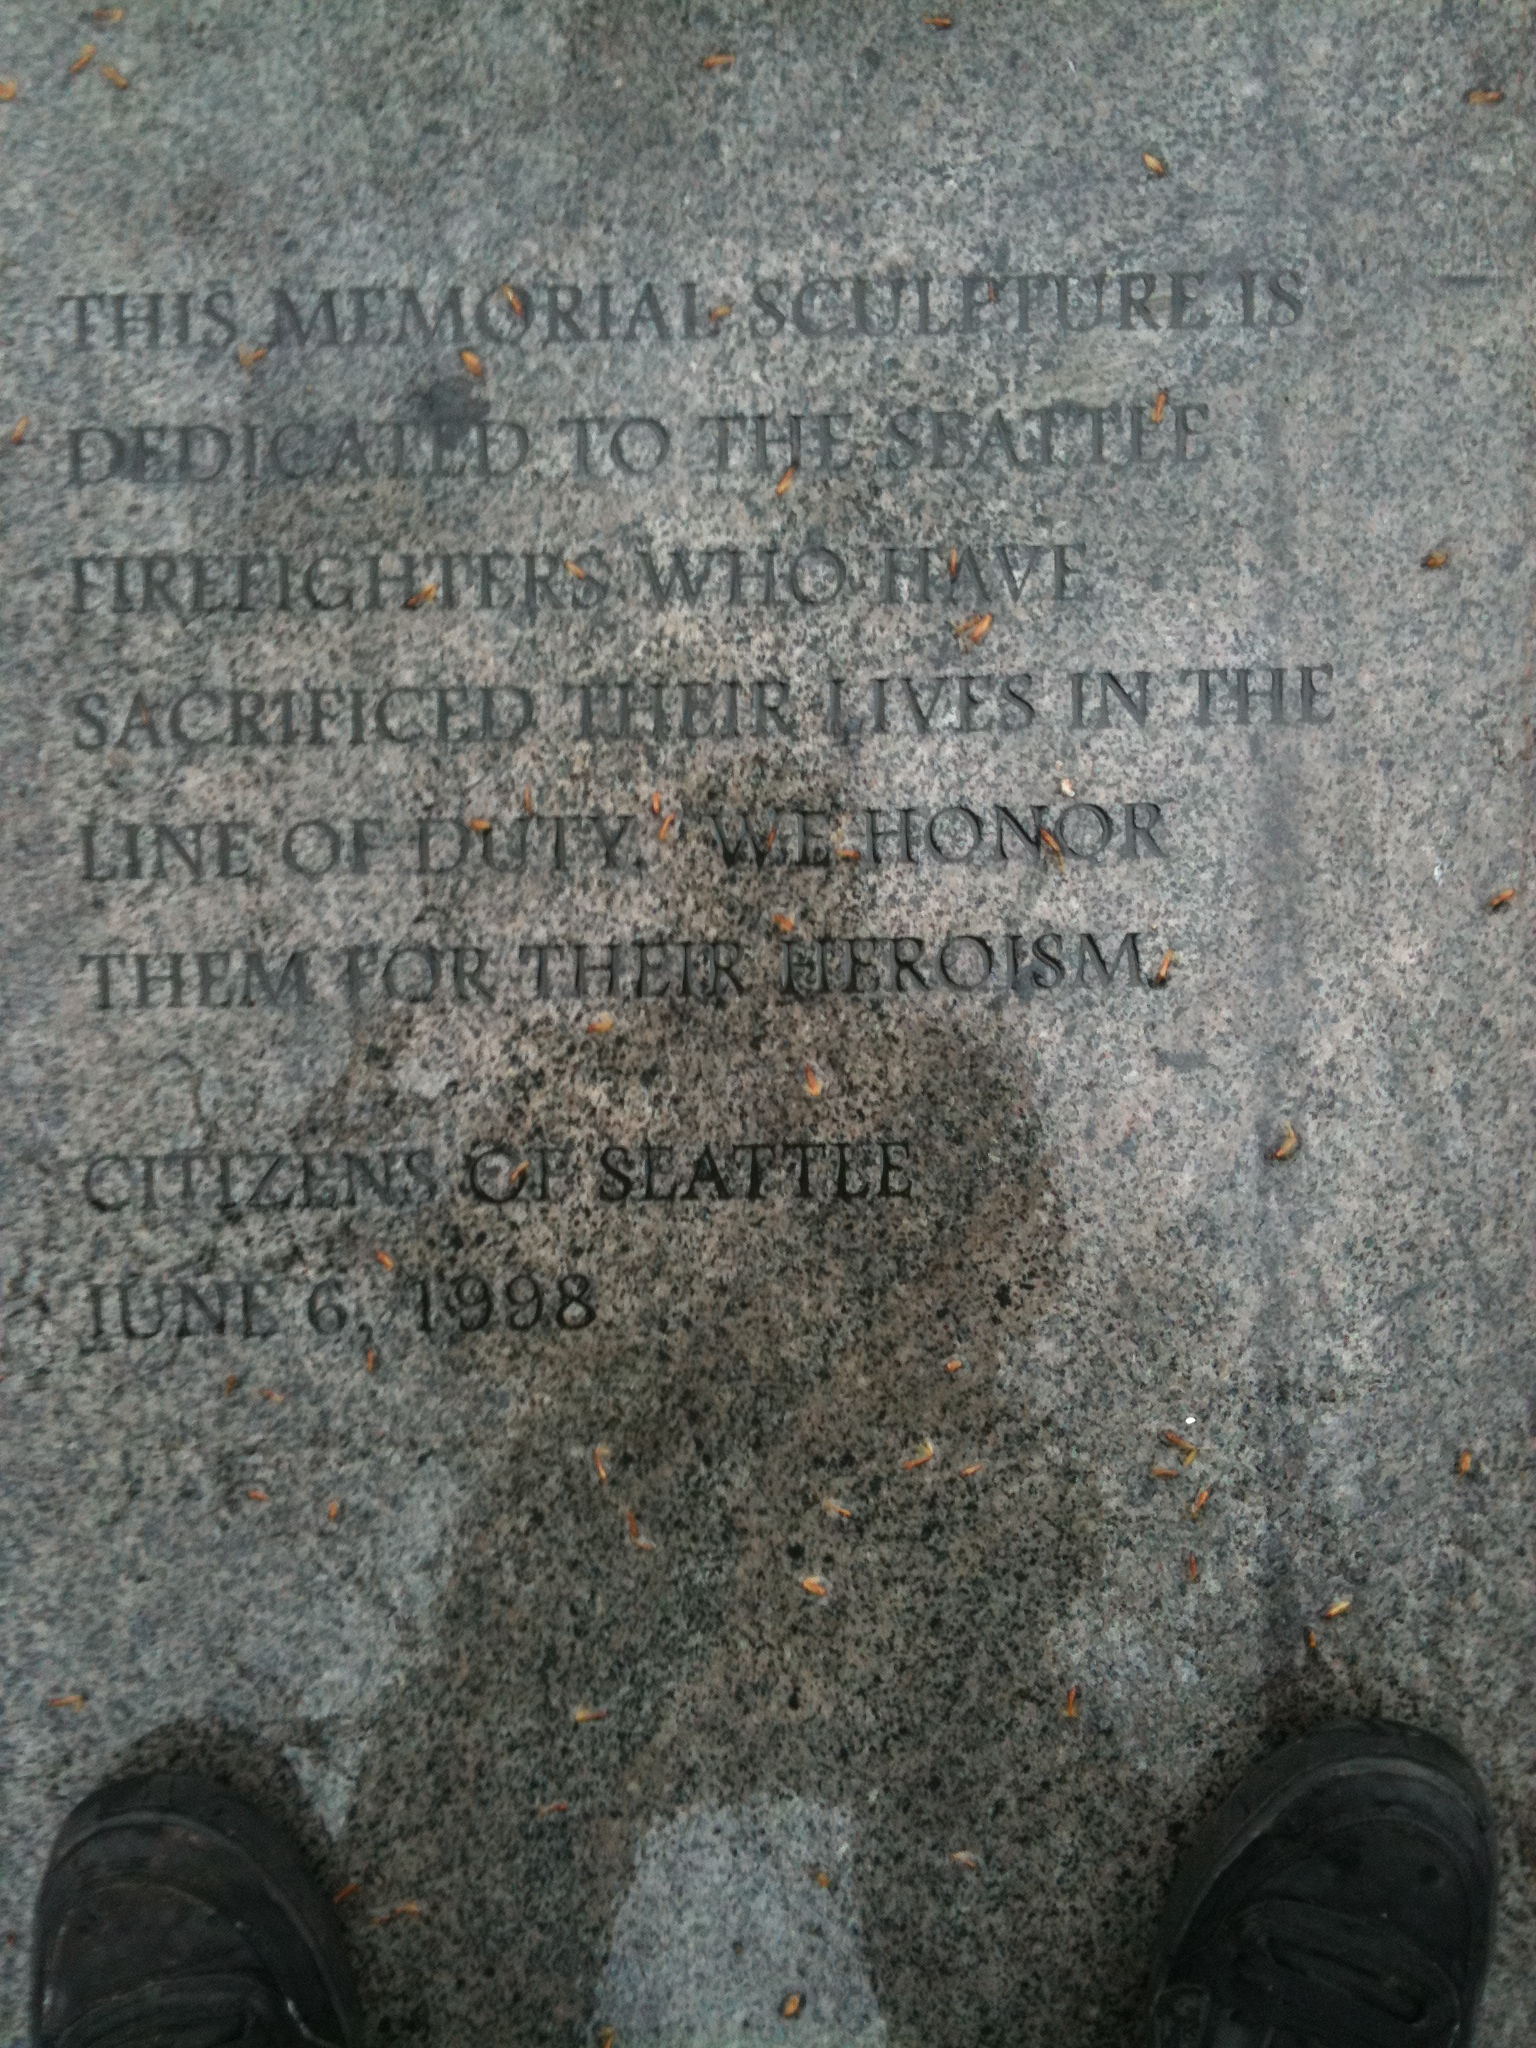 THIS MEMORIAL SCULPTURE IS
DEDICATED TO THE SEATTLE
FIREFIGHTERS WHO HAVE
SACRIFICED THEIR LIVES IN THE
LINE OF DUTY. WE HONOR
THEM FOR THEIR HEROISM.
CITIZENS OF SEATTLE
JUNE 6, 1998